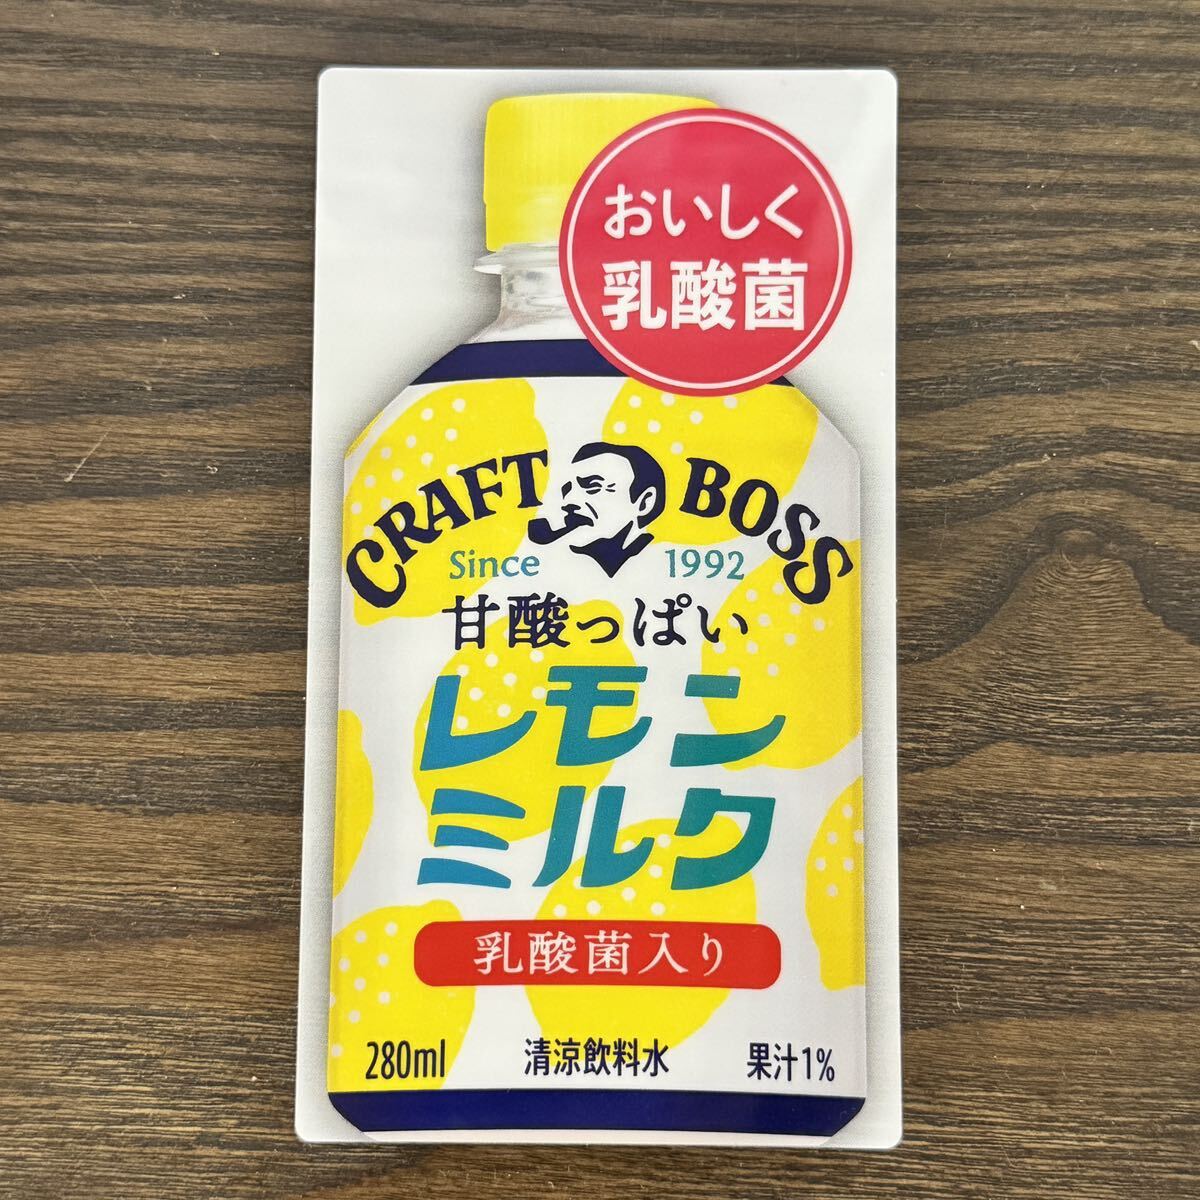 おいしく
乳酸菌
CRAFT BOSS
Since 1992
甘酸っぱい
レモン
ミルク
乳酸菌入り
280ml 清涼飲料水 果汁1%